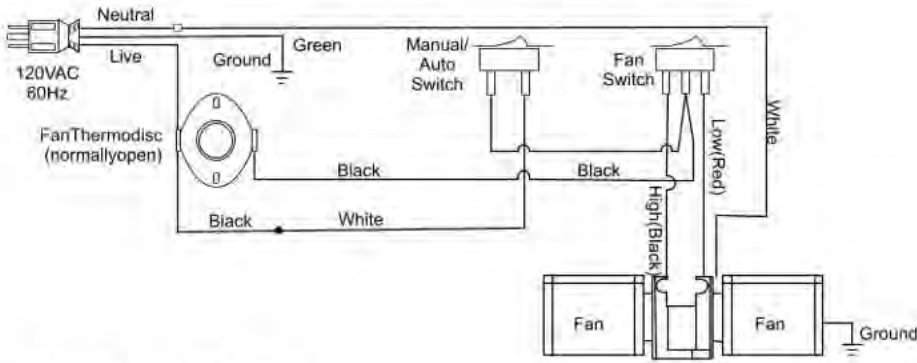 Neutral
Green
Live
Ground
120VAC
60Hz
Manual/
Auto
Switch
Fan
Switch
White
FanThermodisc
(normallyopen)
Black
Black
Low(Red)
High(Black)
Black
White
Fan
Fan
Ground